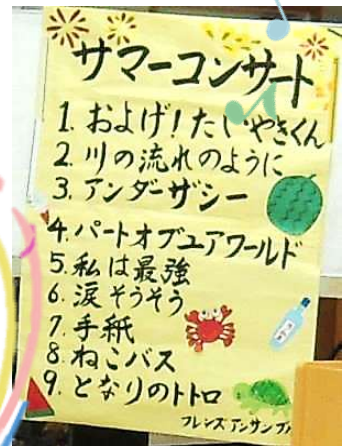 サマーコンサート
1. およげ!たいやきくん
2. 川の流れのように
3. アンダーザシー
4. パートオブユアワールド
5. 私は最強
6. 涙そうそう
7. 手紙
8. ねこバス
9. となりのトトロ
フレンズアンサンブル